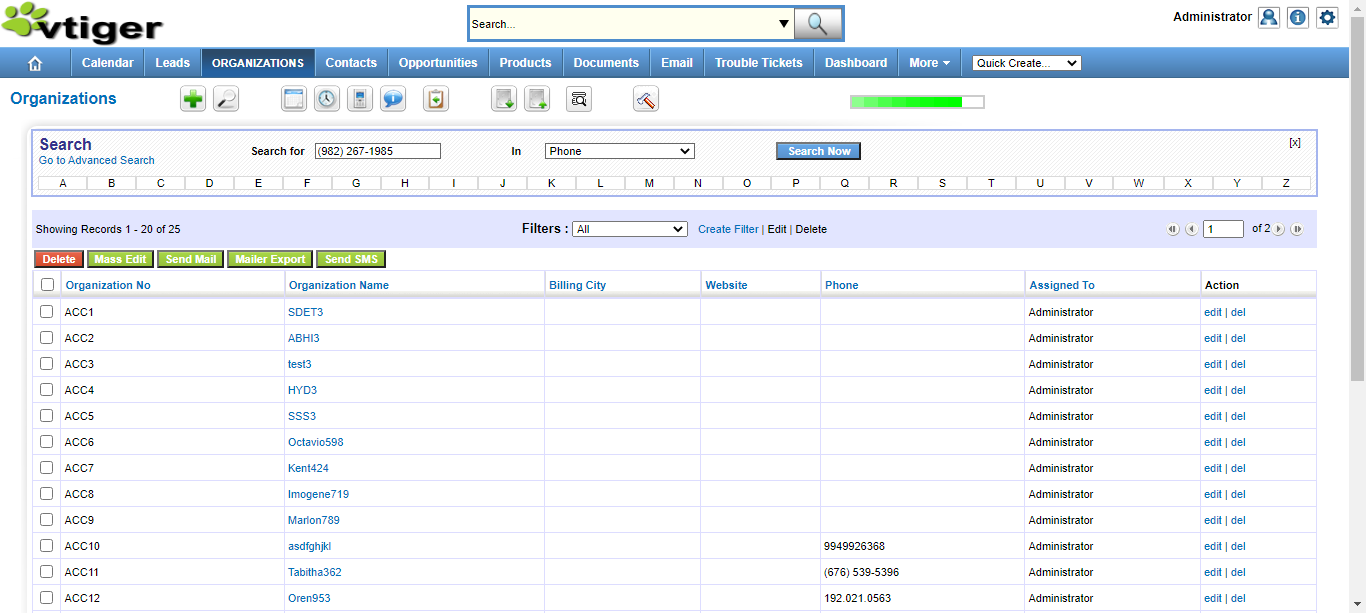 vtiger
Search...
Administrator
Calendar Leads ORGANIZATIONS Contacts Opportunities Products Documents Email Trouble Tickets Dashboard More Quick Create...
Organizations
Search
Go to Advanced Search
Search for (982) 267-1985 In Phone Search Now [x]
A B C D E F G H I J K L M N O P Q R S T U V W X Y Z
Showing Records 1 - 20 of 25 Filters : All Create Filter | Edit | Delete 1 of 2
Delete Mass Edit Send Mail Mailer Export Send SMS
Organization No Organization Name Billing City Website Phone Assigned To Action
ACC1 SDET3 Administrator edit | del
ACC2 ABHI3 Administrator edit | del
ACC3 test3 Administrator edit | del
ACC4 HYD3 Administrator edit | del
ACC5 SSS3 Administrator edit | del
ACC6 Octavio598 Administrator edit | del
ACC7 Kent424 Administrator edit | del
ACC8 Imogene719 Administrator edit | del
ACC9 Marlon789 Administrator edit | del
ACC10 asdfghjkl 9949926368 Administrator edit | del
ACC11 Tabitha362 (676) 539-5396 Administrator edit | del
ACC12 Oren953 192.021.0563 Administrator edit | del